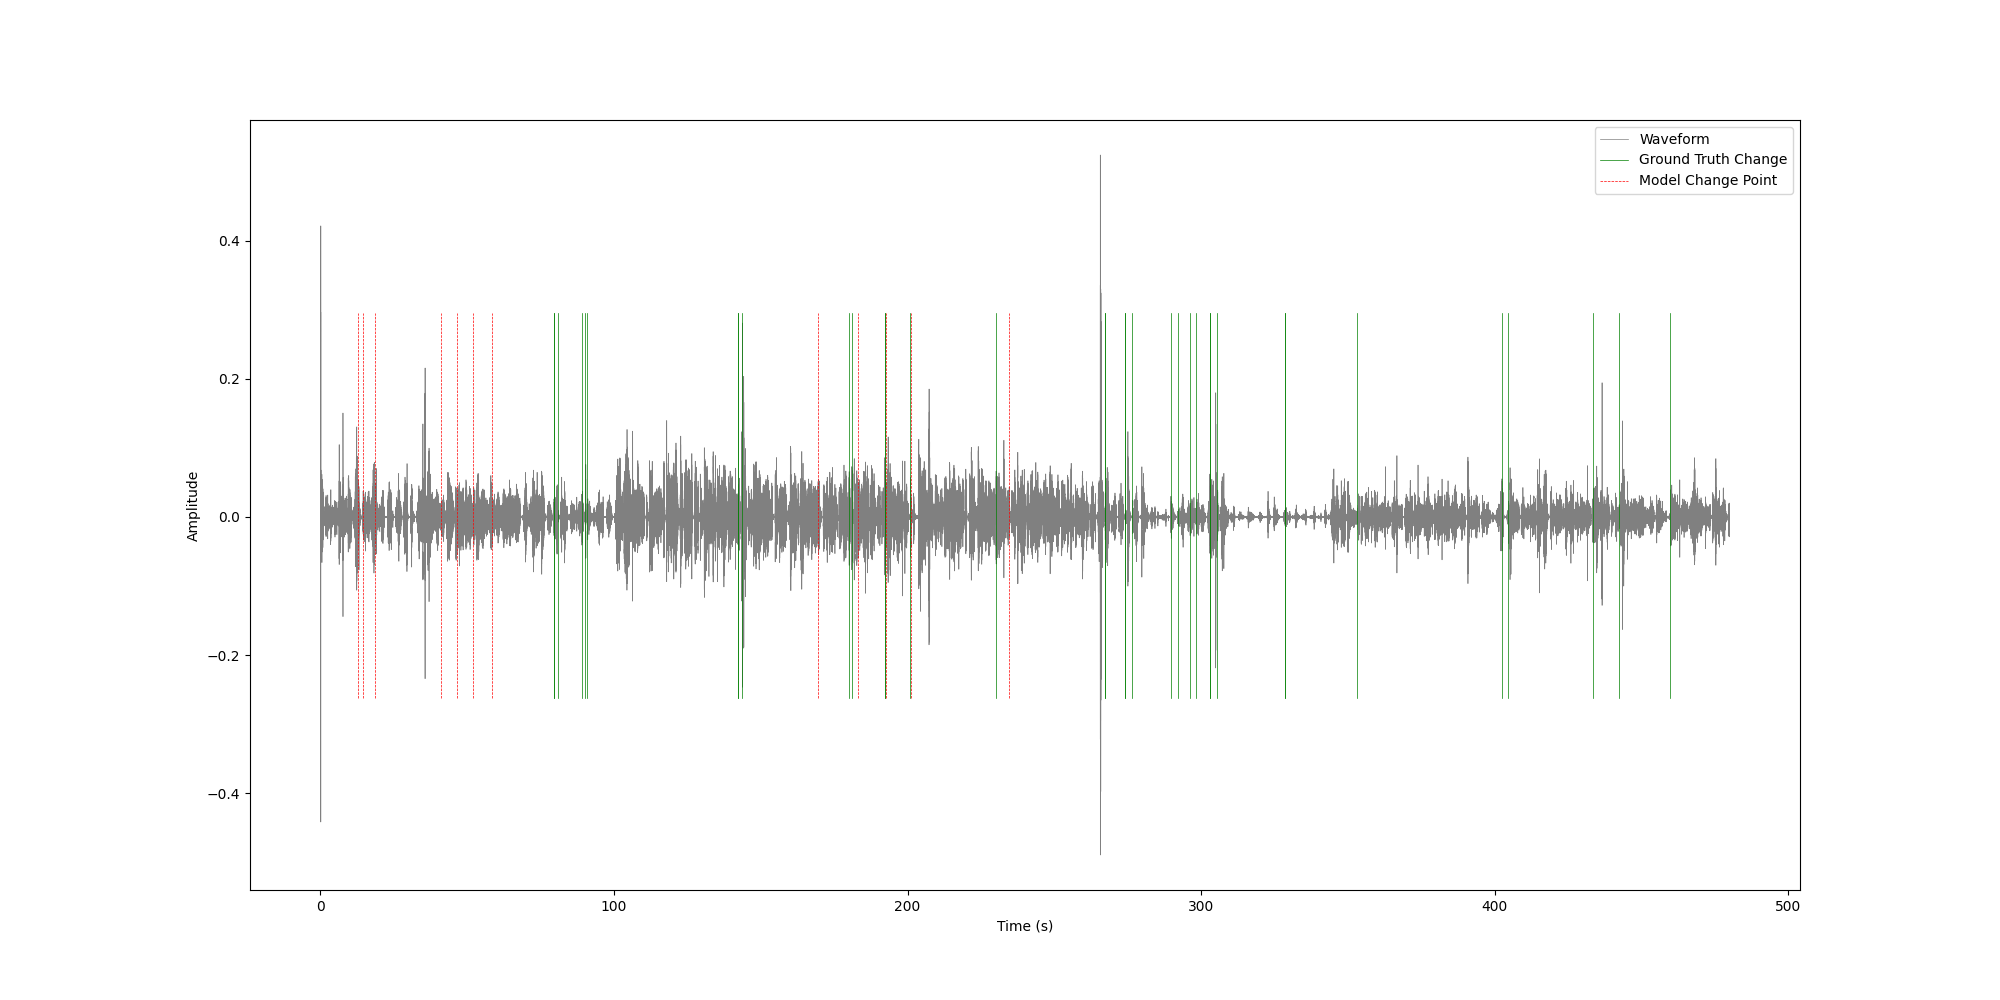 Waveform
Ground Truth Change
Model Change Point
0.4
0.2
0.0
−0.2
−0.4
Amplitude
0 100 200 300 400 500
Time (s)